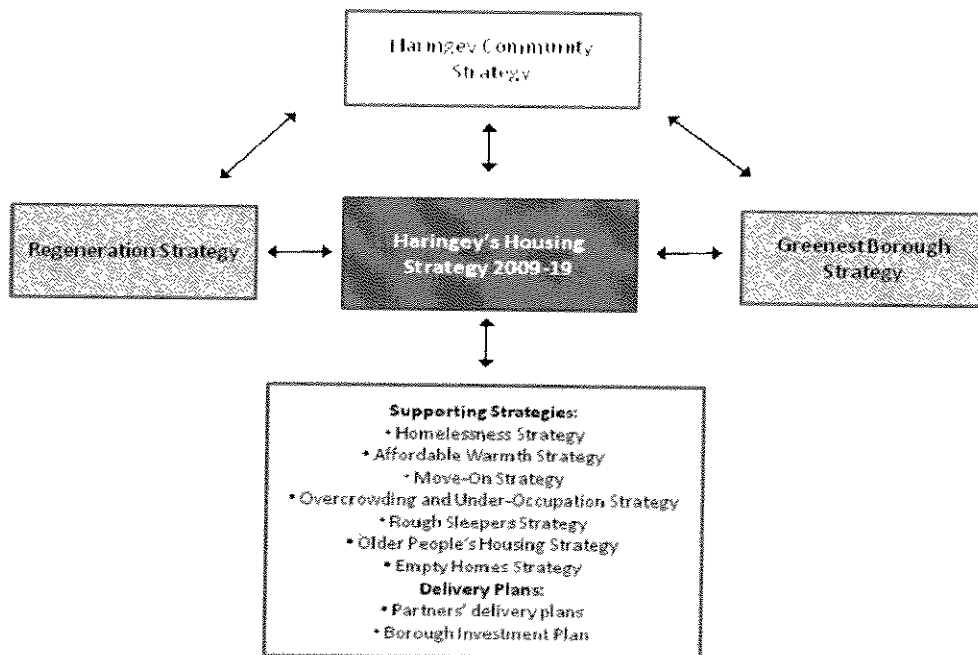 Haringey Community
Strategy
Regeneration Strategy
Haringey's Housing
Strategy 2009-19
Greenest Borough
Strategy
Supporting Strategies:
• Homelessness Strategy
• Affordable Warmth Strategy
• Move-On Strategy
• Overcrowding and Under-Occupation Strategy
• Rough Sleepers Strategy
• Older People's Housing Strategy
• Empty Homes Strategy
Delivery Plans:
• Partners' delivery plans
• Borough Investment Plan